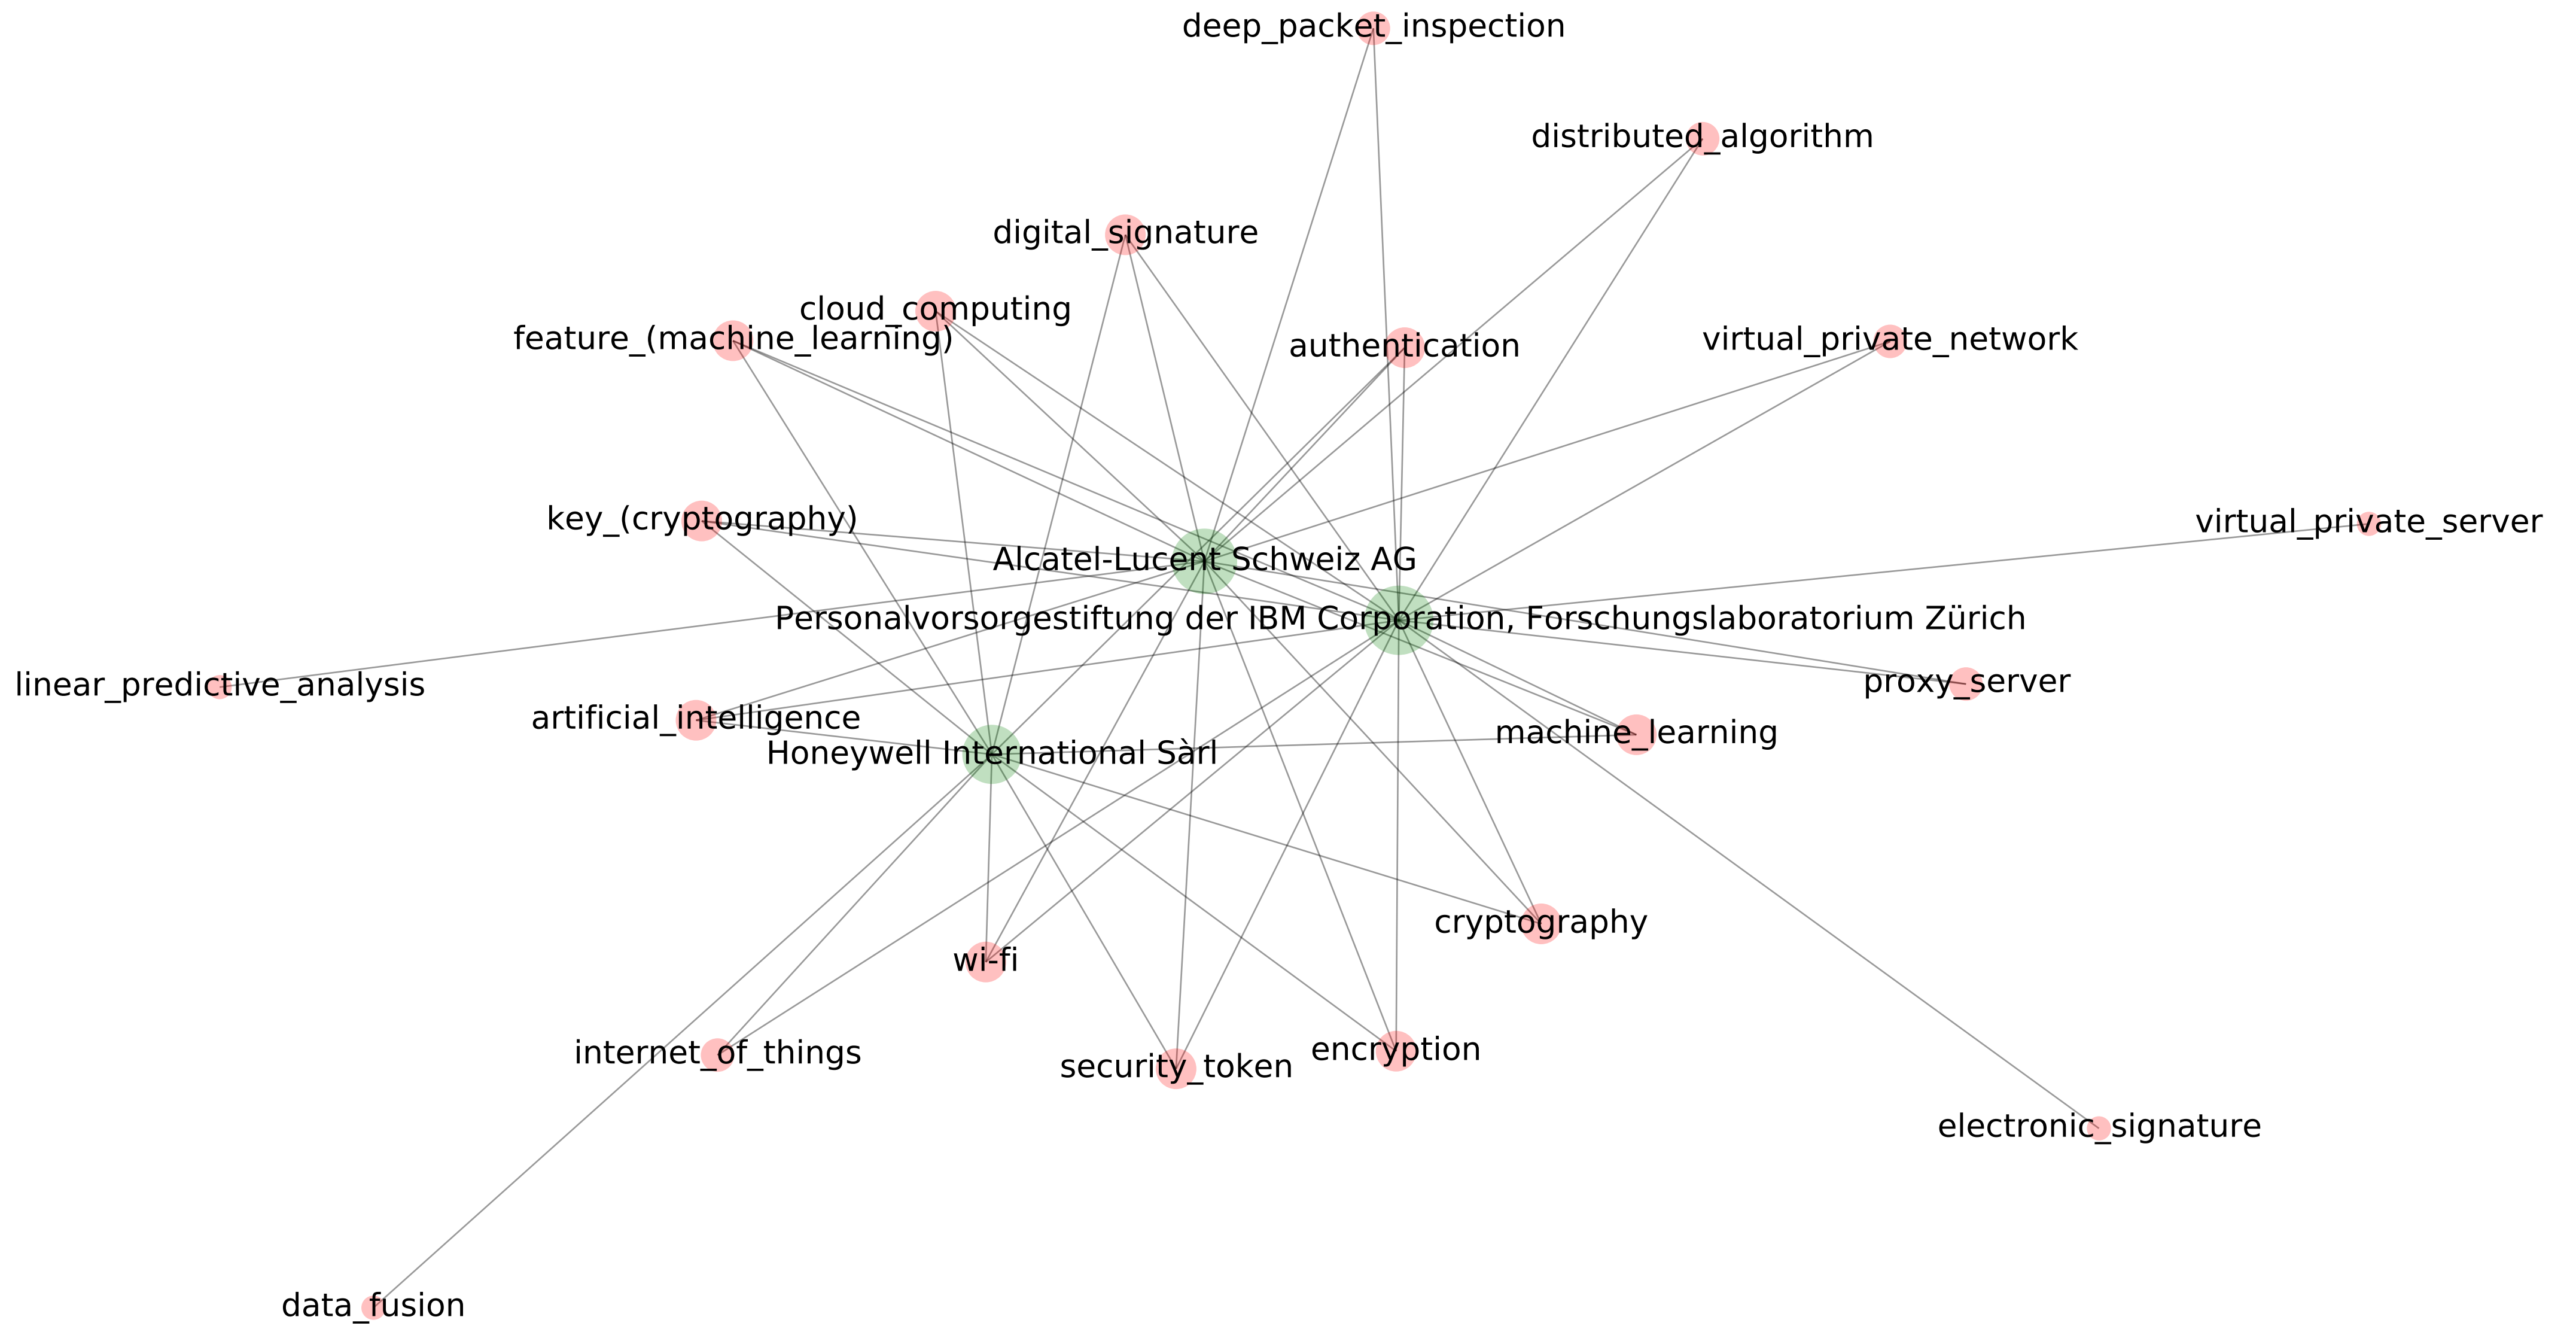 deep_packet_inspection
distributed_algorithm
digital_signature
cloud_computing
feature_(machine_learning)
authentication
virtual_private_network
key_(cryptography)
virtual_private_server
Alcatel-Lucent Schweiz AG
Personalvorsorgestiftung der IBM Corporation, Forschungslaboratorium Zürich
linear_predictive_analysis
proxy_server
artificial_intelligence
machine_learning
Honeywell International Sàrl
cryptography
wi-fi
internet_of_things
security_token
encryption
electronic_signature
data_fusion